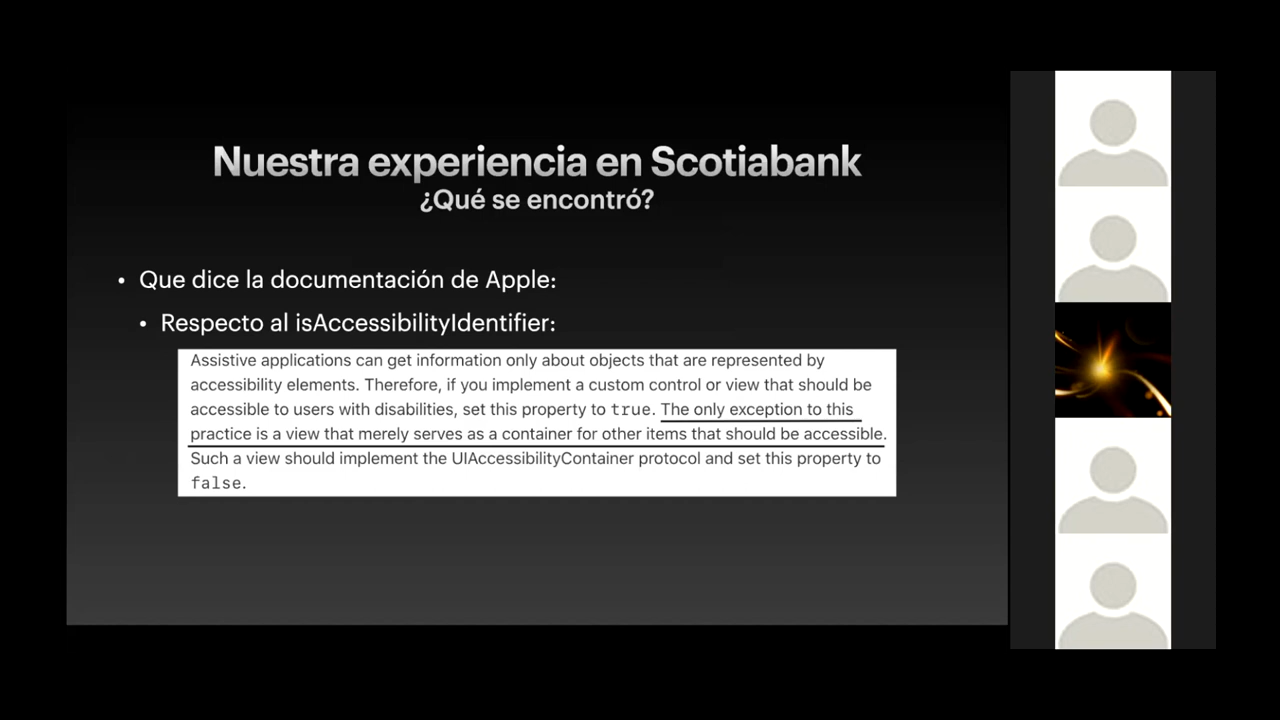 Nuestra experiencia en Scotiabank
¿Qué se encontró?
• Que dice la documentación de Apple:
• Respecto al isAccessibilityIdentifier:
Assistive applications can get information only about objects that are represented by
accessibility elements. Therefore, if you implement a custom control or view that should be
accessible to users with disabilities, set this property to true. The only exception to this
practice is a view that merely serves as a container for other items that should be accessible.
Such a view should implement the UIAccessibilityContainer protocol and set this property to
false.